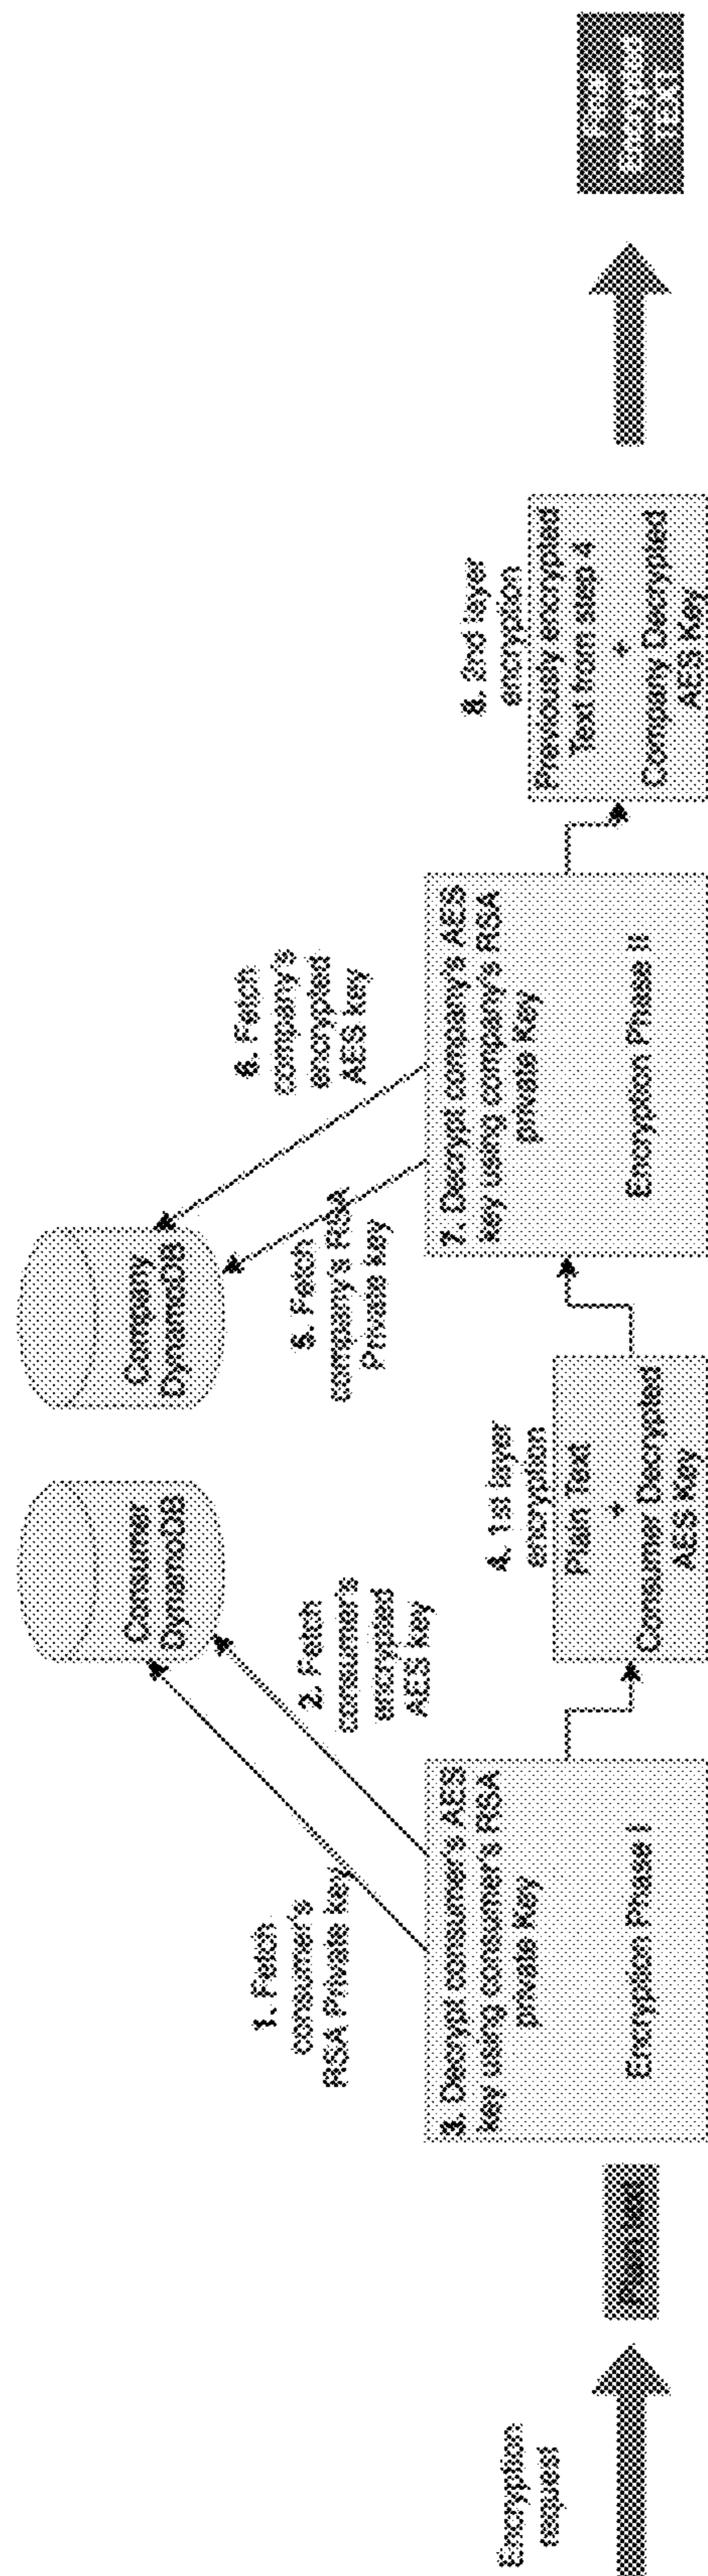 Encryption
request
Plain text
1. Fetch
consumer's
RSA Private key
2. Fetch
consumer's
encrypted
AES key
Consumer
DynamoDB
3. Decrypt consumer's AES
key using consumer's RSA
private Key
Encryption Phase I
4. 1st layer
encryption
Plain Text
+
Consumer Decrypted
AES Key
Company
DynamoDB
5. Fetch
company's RSA
Private key
6. Fetch
company's
encrypted
AES key
7. Decrypt company's AES
key using company's RSA
private Key
Encryption Phase II
8. 2nd layer
encryption
Previously encrypted
Text from step 4
+
Company Decrypted
AES Key
Encrypted